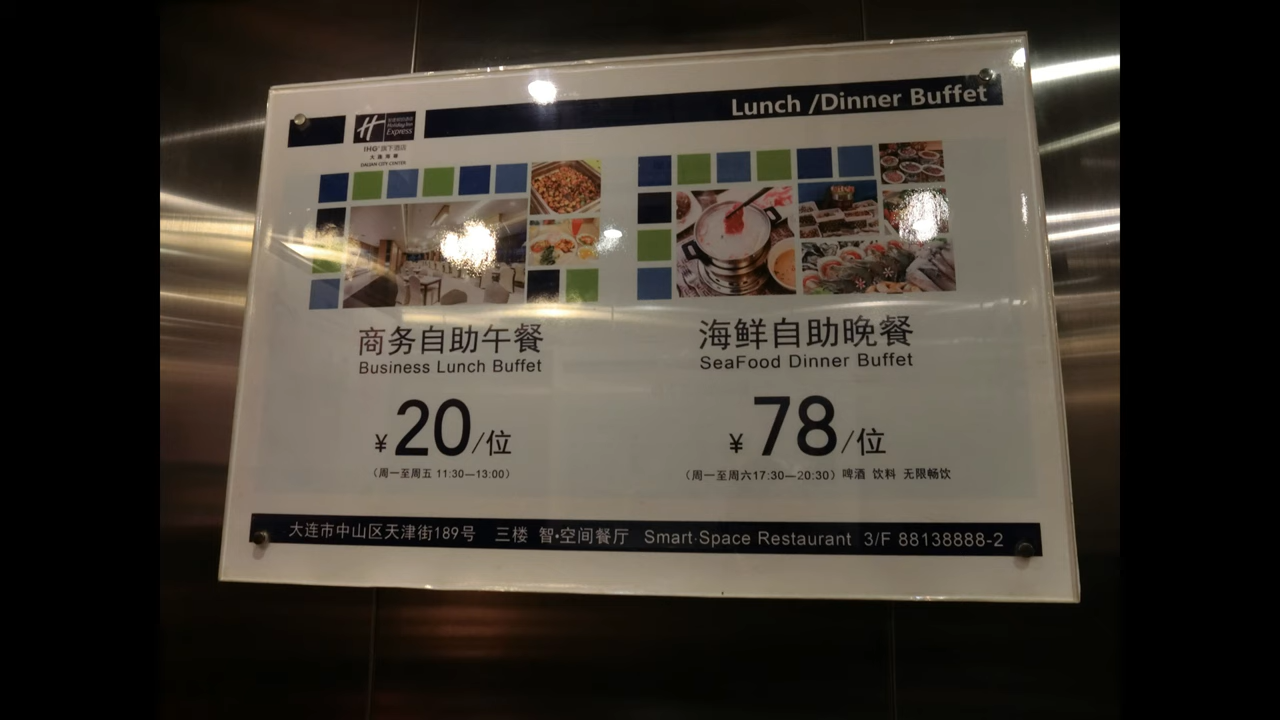 Lunch /Dinner Buffet
Holiday Inn
Express
IHG®旗下酒店
DALIAN CITY CENTER
商务自助午餐
Business Lunch Buffet
¥20/位
（周一至周五 11:30—13:00）
海鲜自助晚餐
SeaFood Dinner Buffet
¥78/位
（周一至周六17:30—20:30）啤酒 饮料 无限畅饮
大连市中山区天津街189号 三楼 智·空间餐厅 Smart·Space Restaurant 3/F 88138888-2